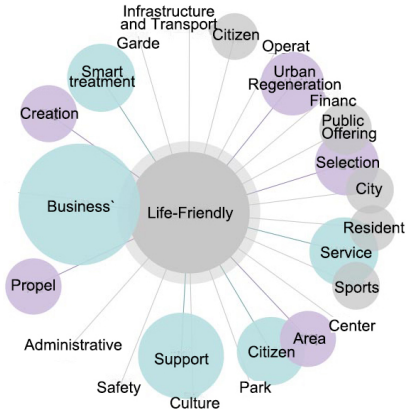 Infrastructure
and Transport
Citizen
Garde
Operat
Smart
treatment
Urban
Regeneration
Financ
Creation
Public
Offering
Selection
City
Business`
Life-Friendly
Resident
Service
Propel
Sports
Center
Administrative
Area
Support
Citizen
Safety
Park
Culture